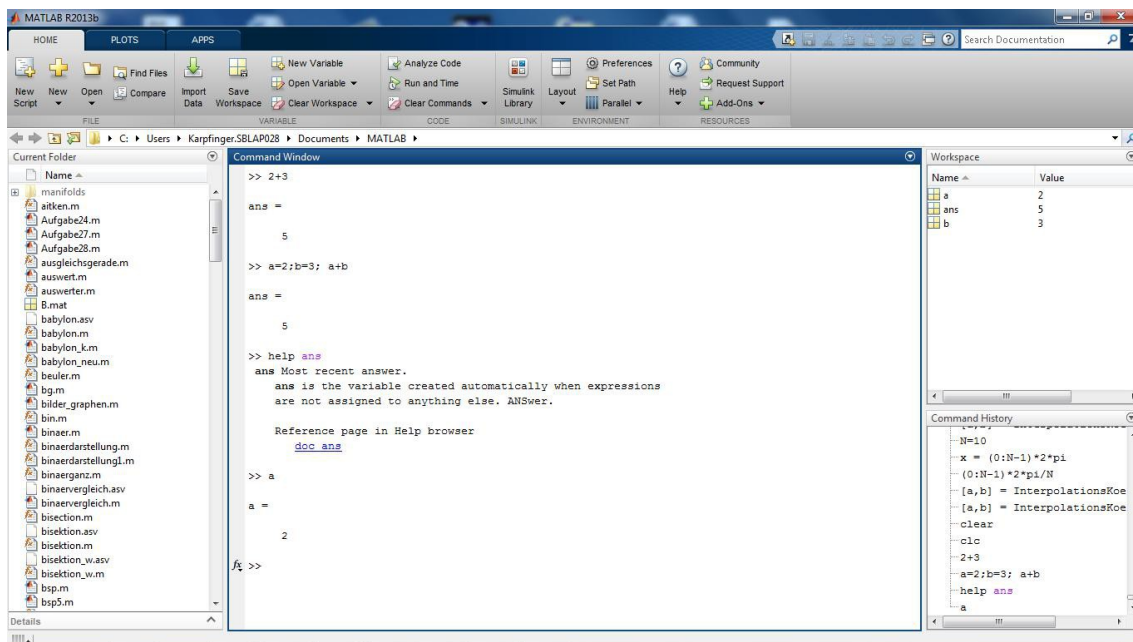 MATLAB R2013b
HOME PLOTS APPS
Search Documentation
New Script
New
Open
Find Files
Compare
Import Data
Save Workspace
New Variable
Open Variable
Clear Workspace
Analyze Code
Run and Time
Clear Commands
Simulink Library
Layout
Preferences
Set Path
Parallel
Help
Community
Request Support
Add-Ons
FILE VARIABLE CODE SIMULINK ENVIRONMENT RESOURCES
C: Users Karpfinger.SBLAP028 Documents MATLAB
Current Folder
Name
manifolds
aitken.m
Aufgabe24.m
Aufgabe27.m
Aufgabe28.m
ausgleichsgerade.m
auswert.m
auswerter.m
B.mat
babylon.asv
babylon.m
babylon_k.m
babylon_neu.m
beuler.m
bg.m
bilder_graphen.m
bin.m
binaer.m
binaerdarstellung.m
binaerdarstellung1.m
binaerganz.m
binaervergleich.asv
binaervergleich.m
bisection.m
bisektion.asv
bisektion.m
bisektion_w.asv
bisektion_w.m
bsp.m
bsp5.m
Details
Command Window
>> 2+3
ans =
5
>> a=2;b=3; a+b
ans =
5
>> help ans
ans Most recent answer.
ans is the variable created automatically when expressions
are not assigned to anything else. ANSwer.
Reference page in Help browser
doc ans
>> a
a =
2
fx >>
Workspace
Name Value
a 2
ans 5
b 3
Command History
N=10
x = (0:N-1)*2*pi
(0:N-1)*2*pi/N
[a,b] = InterpolationsKoe
[a,b] = InterpolationsKoe
clear
clc
2+3
a=2;b=3; a+b
help ans
a